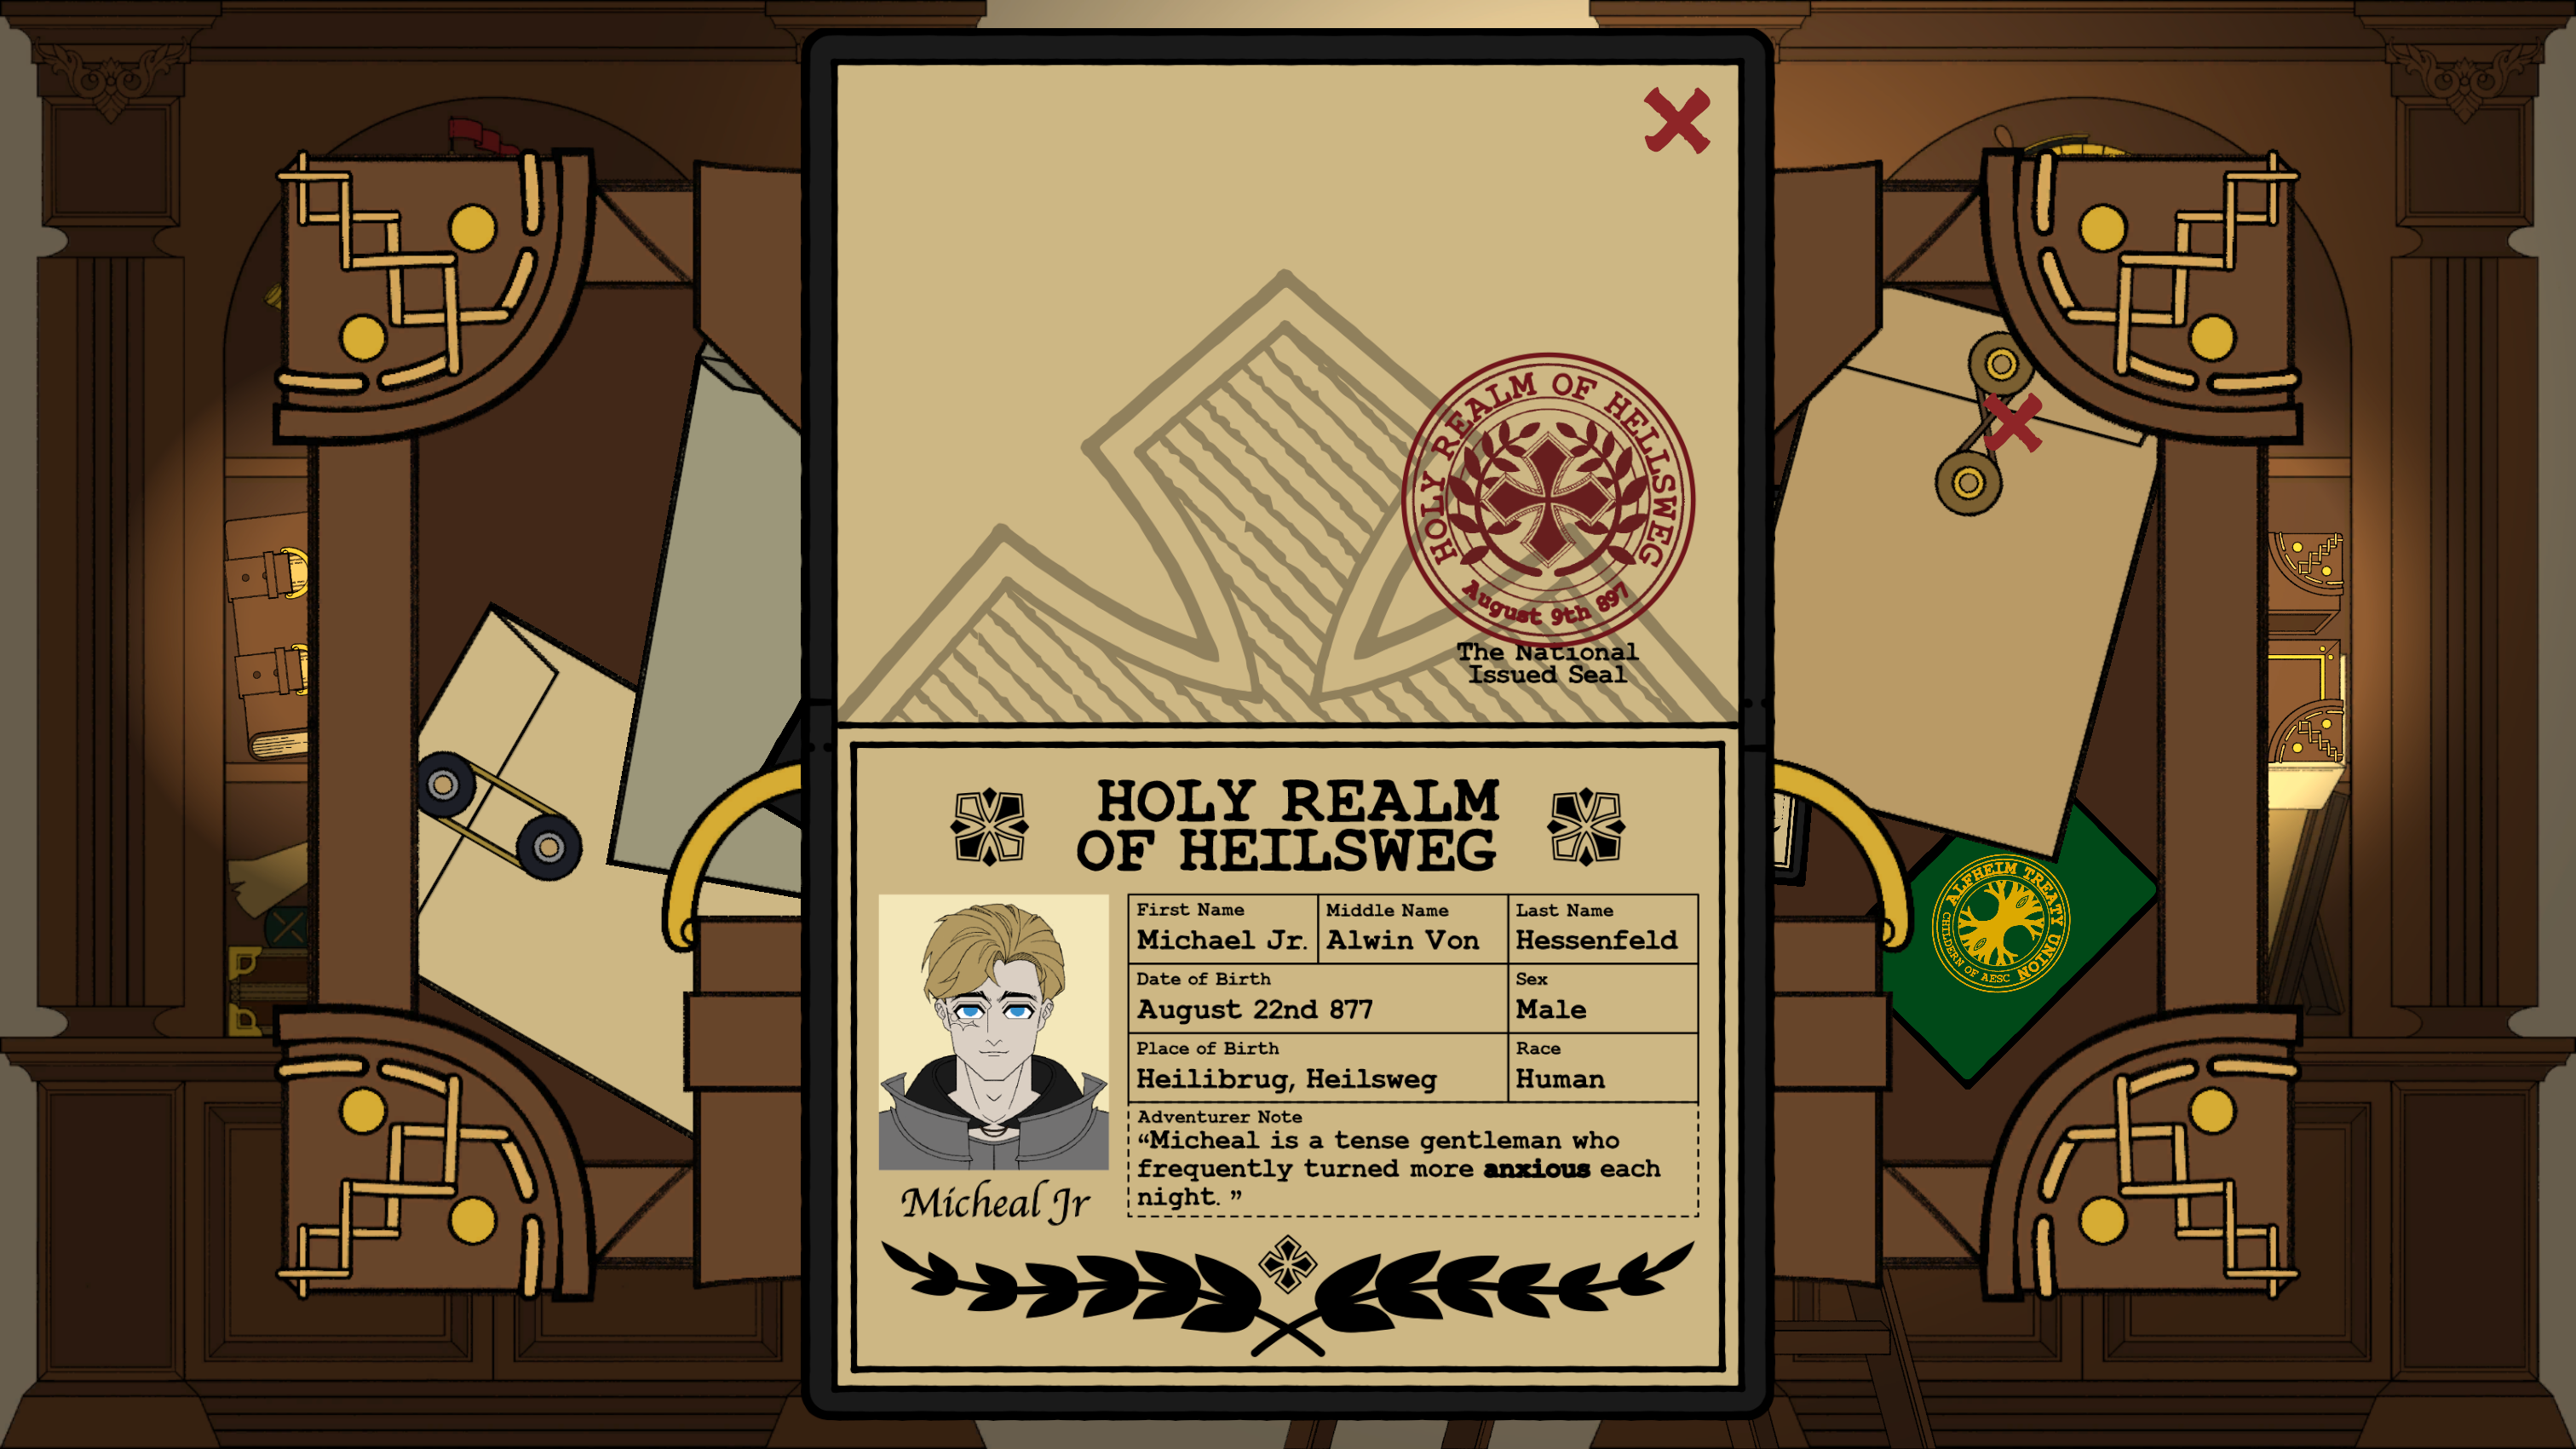 HOLY REALM OF HELLSWEG
August 9th 897
The National
Issued Seal
HOLY REALM
OF HEILSWEG
First Name
Michael Jr.
Middle Name
Alwin Von
Last Name
Hessenfeld
Date of Birth
August 22nd 877
Sex
Male
Place of Birth
Heilibrug, Heilsweg
Race
Human
Adventurer Note
“Micheal is a tense gentleman who
frequently turned more anxious each
night. ”
Micheal Jr
ALFHEIM TREATY UNION
CHILDERN OF AESC